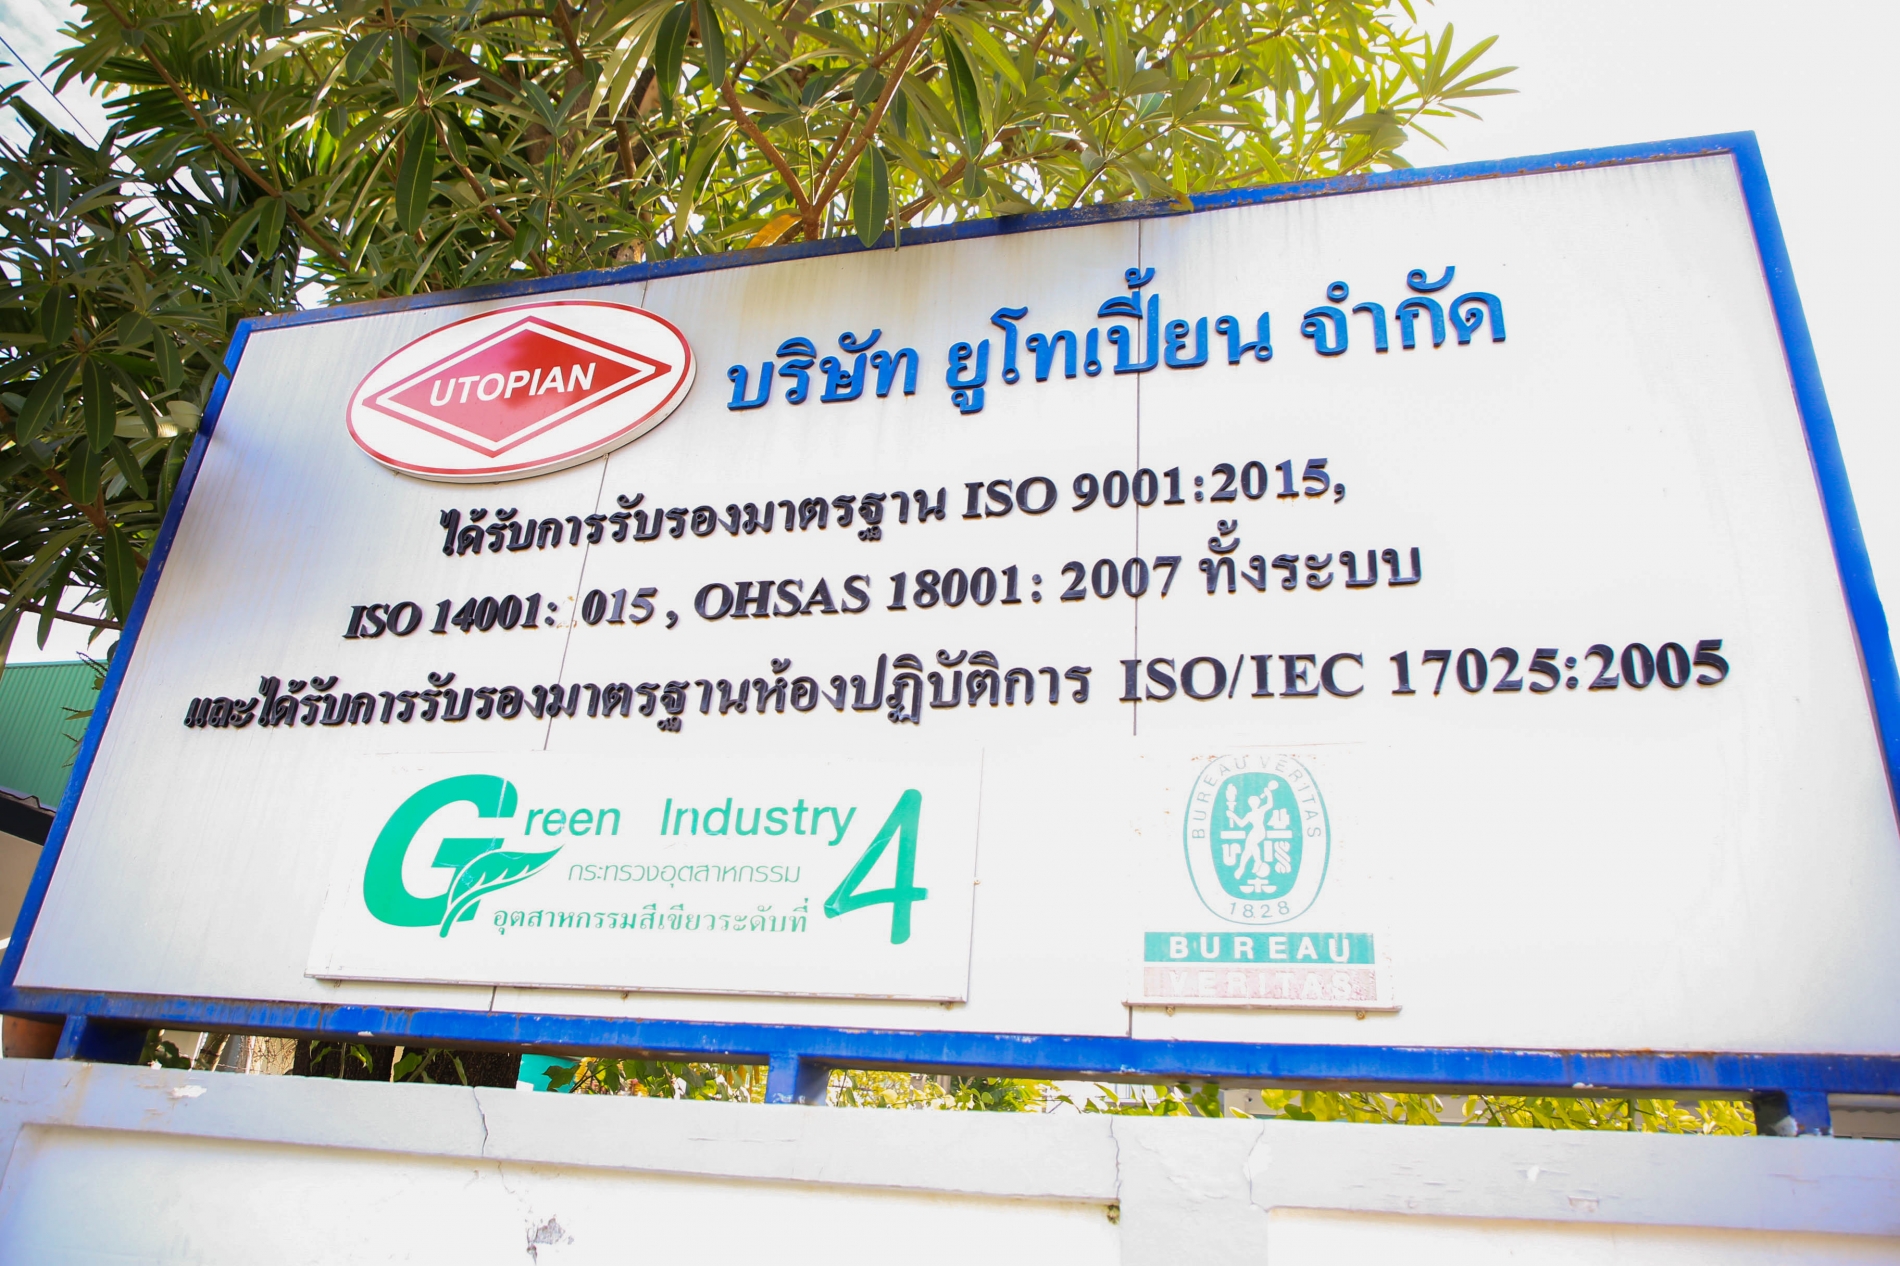 UTOPIAN
บริษัท ยูโทเปี้ยน จำกัด
ได้รับการรับรองมาตรฐาน ISO 9001:2015,
ISO 14001: 015 , OHSAS 18001: 2007 ทั้งระบบ
และได้รับการรับรองมาตรฐานห้องปฏิบัติการ ISO/IEC 17025:2005
Green Industry 4
กระทรวงอุตสาหกรรม
อุตสาหกรรมสีเขียวระดับที่
BUREAU VERITAS
1828
BUREAU
VERITAS